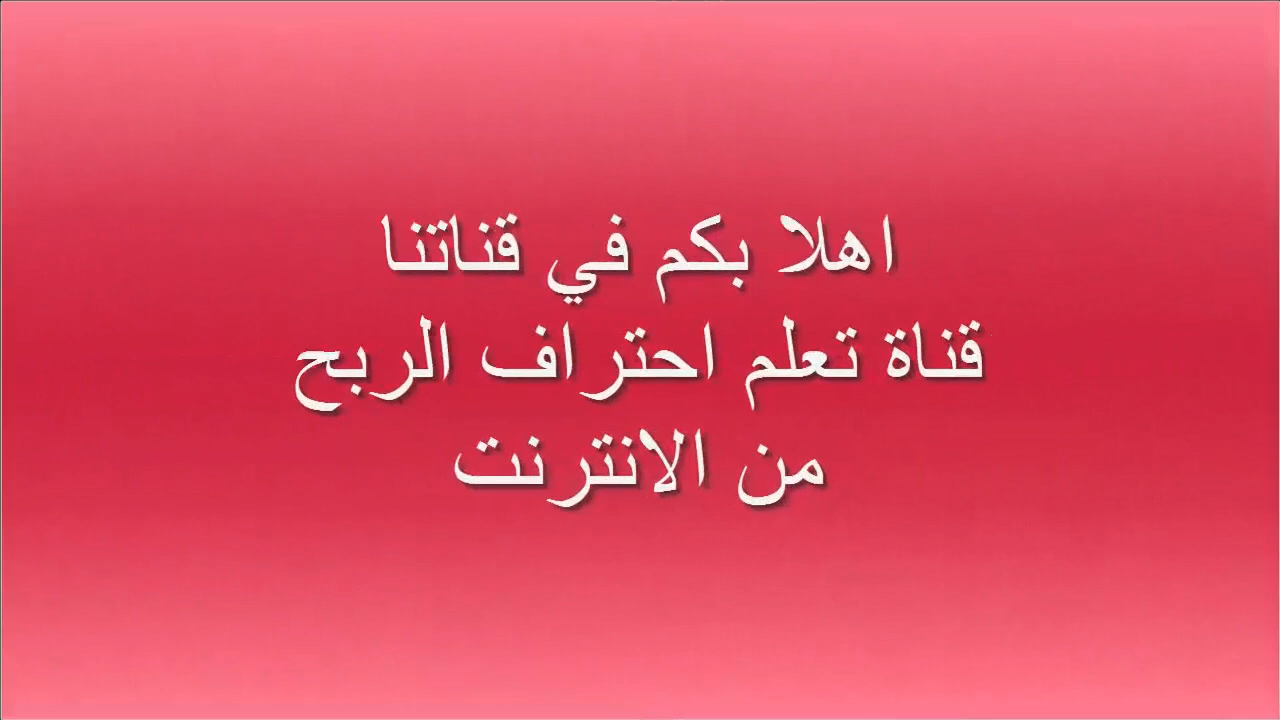 اهلا بكم في قناتنا
قناة تعلم احتراف الربح
من الانترنت